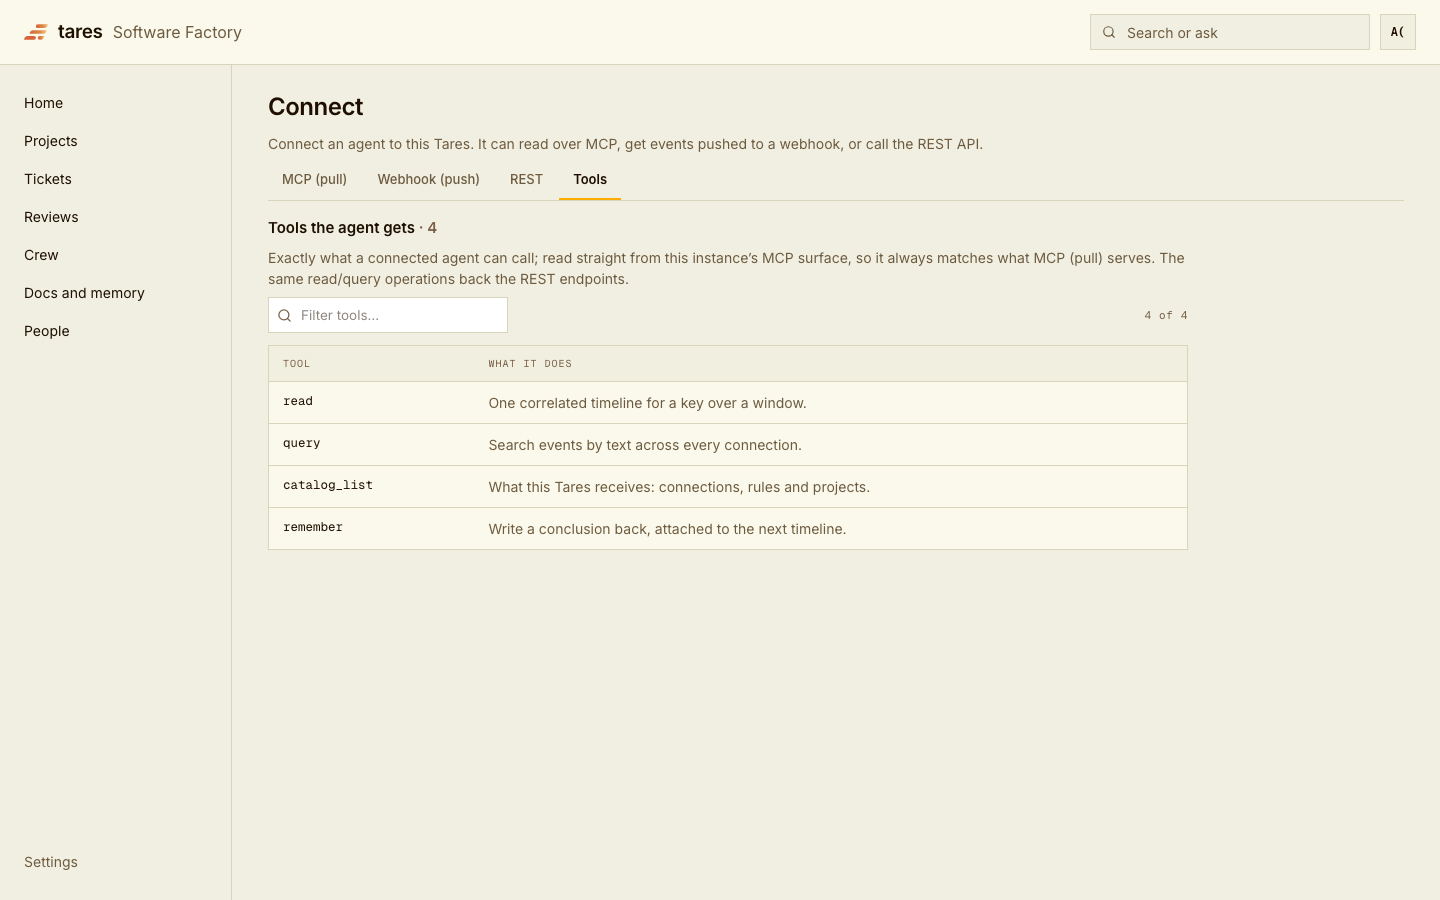 tares Software Factory
Search or ask
A(
Home
Projects
Tickets
Reviews
Crew
Docs and memory
People
Settings
Connect
Connect an agent to this Tares. It can read over MCP, get events pushed to a webhook, or call the REST API.
MCP (pull) Webhook (push) REST Tools
Tools the agent gets · 4
Exactly what a connected agent can call; read straight from this instance’s MCP surface, so it always matches what MCP (pull) serves. The
same read/query operations back the REST endpoints.
Filter tools...
4 of 4
TOOL WHAT IT DOES
read One correlated timeline for a key over a window.
query Search events by text across every connection.
catalog_list What this Tares receives: connections, rules and projects.
remember Write a conclusion back, attached to the next timeline.